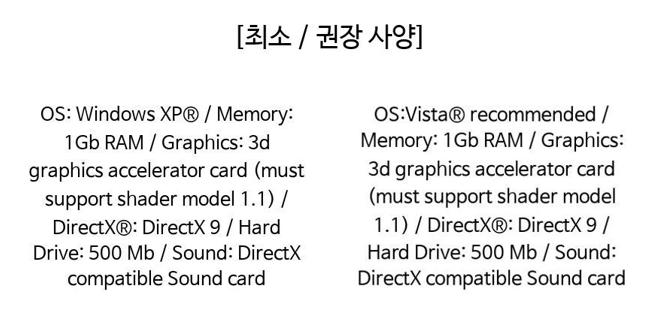 [최소 / 권장 사양]
OS: Windows XP® / Memory:
1Gb RAM / Graphics: 3d
graphics accelerator card (must
support shader model 1.1) /
DirectX®: DirectX 9 / Hard
Drive: 500 Mb / Sound: DirectX
compatible Sound card
OS:Vista® recommended /
Memory: 1Gb RAM / Graphics:
3d graphics accelerator card
(must support shader model
1.1) / DirectX®: DirectX 9 /
Hard Drive: 500 Mb / Sound:
DirectX compatible Sound card